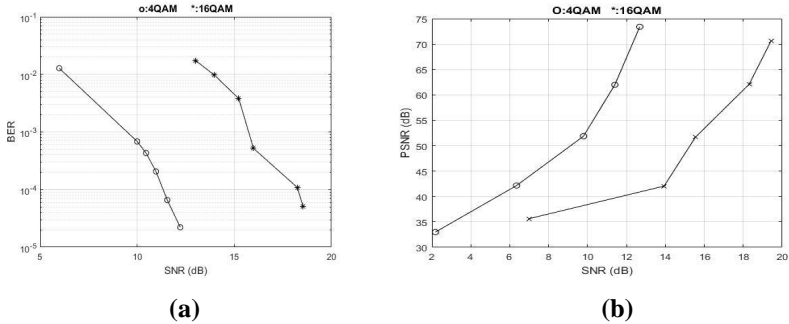 o:4QAM *:16QAM
BER
10-1
10-2
10-3
10-4
10-5
5 10 15 20
SNR (dB)
(a)
O:4QAM *:16QAM
PSNR (dB)
75
70
65
60
55
50
45
40
35
30
2 4 6 8 10 12 14 16 18 20
SNR (dB)
(b)